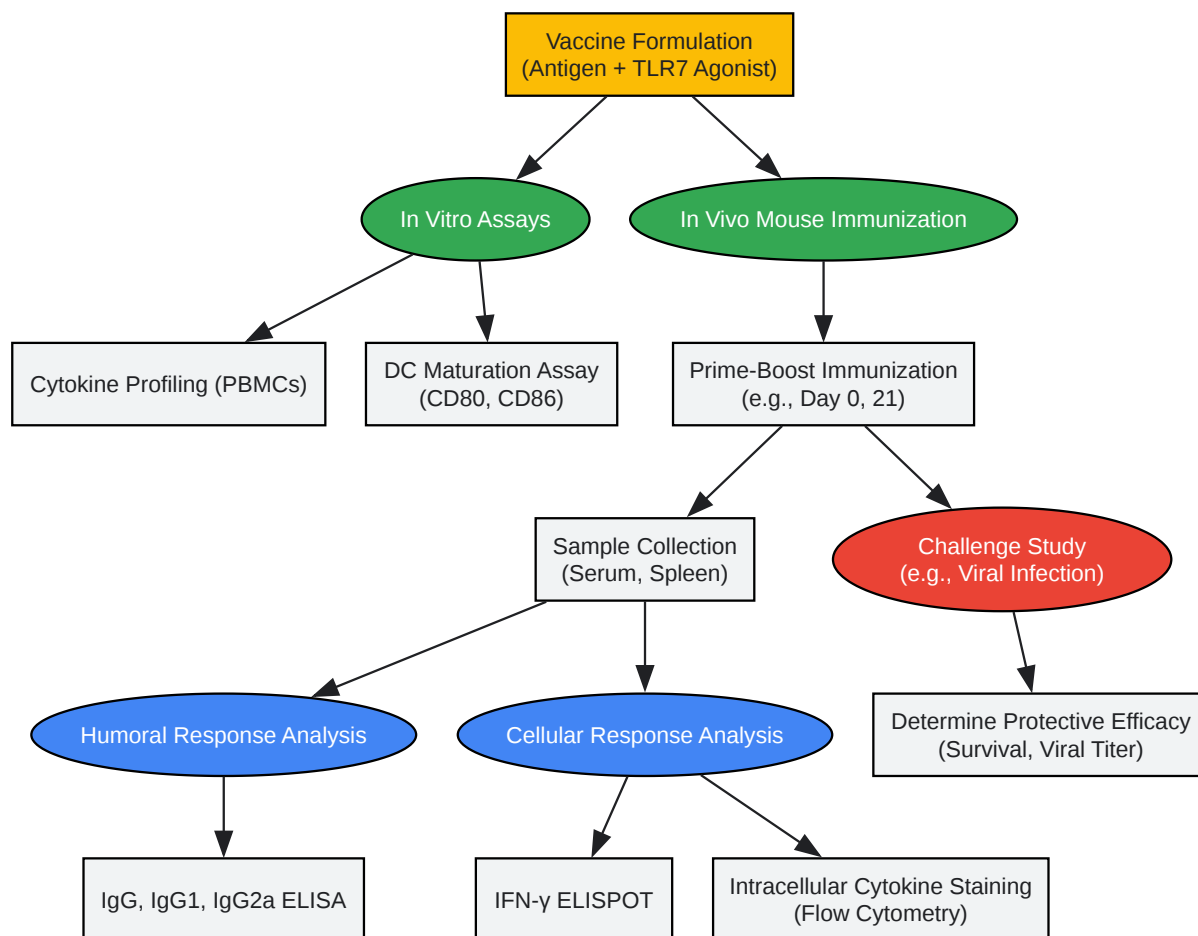 Vaccine Formulation
(Antigen + TLR7 Agonist)
In Vitro Assays
In Vivo Mouse Immunization
Cytokine Profiling (PBMCs)
DC Maturation Assay
(CD80, CD86)
Prime-Boost Immunization
(e.g., Day 0, 21)
Sample Collection
(Serum, Spleen)
Challenge Study
(e.g., Viral Infection)
Humoral Response Analysis
Cellular Response Analysis
Determine Protective Efficacy
(Survival, Viral Titer)
IgG, IgG1, IgG2a ELISA
IFN-γ ELISPOT
Intracellular Cytokine Staining
(Flow Cytometry)